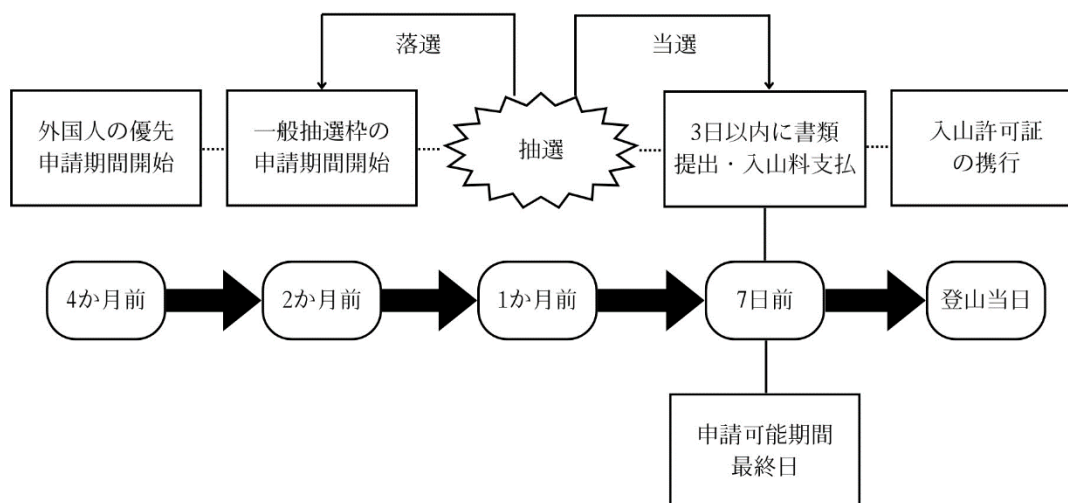 落選
当選
外国人の優先
申請期間開始
一般抽選枠の
申請期間開始
抽選
3日以内に書類
提出・入山料支払
入山許可証
の携行
4か月前
2か月前
1か月前
7日前
登山当日
申請可能期間
最終日